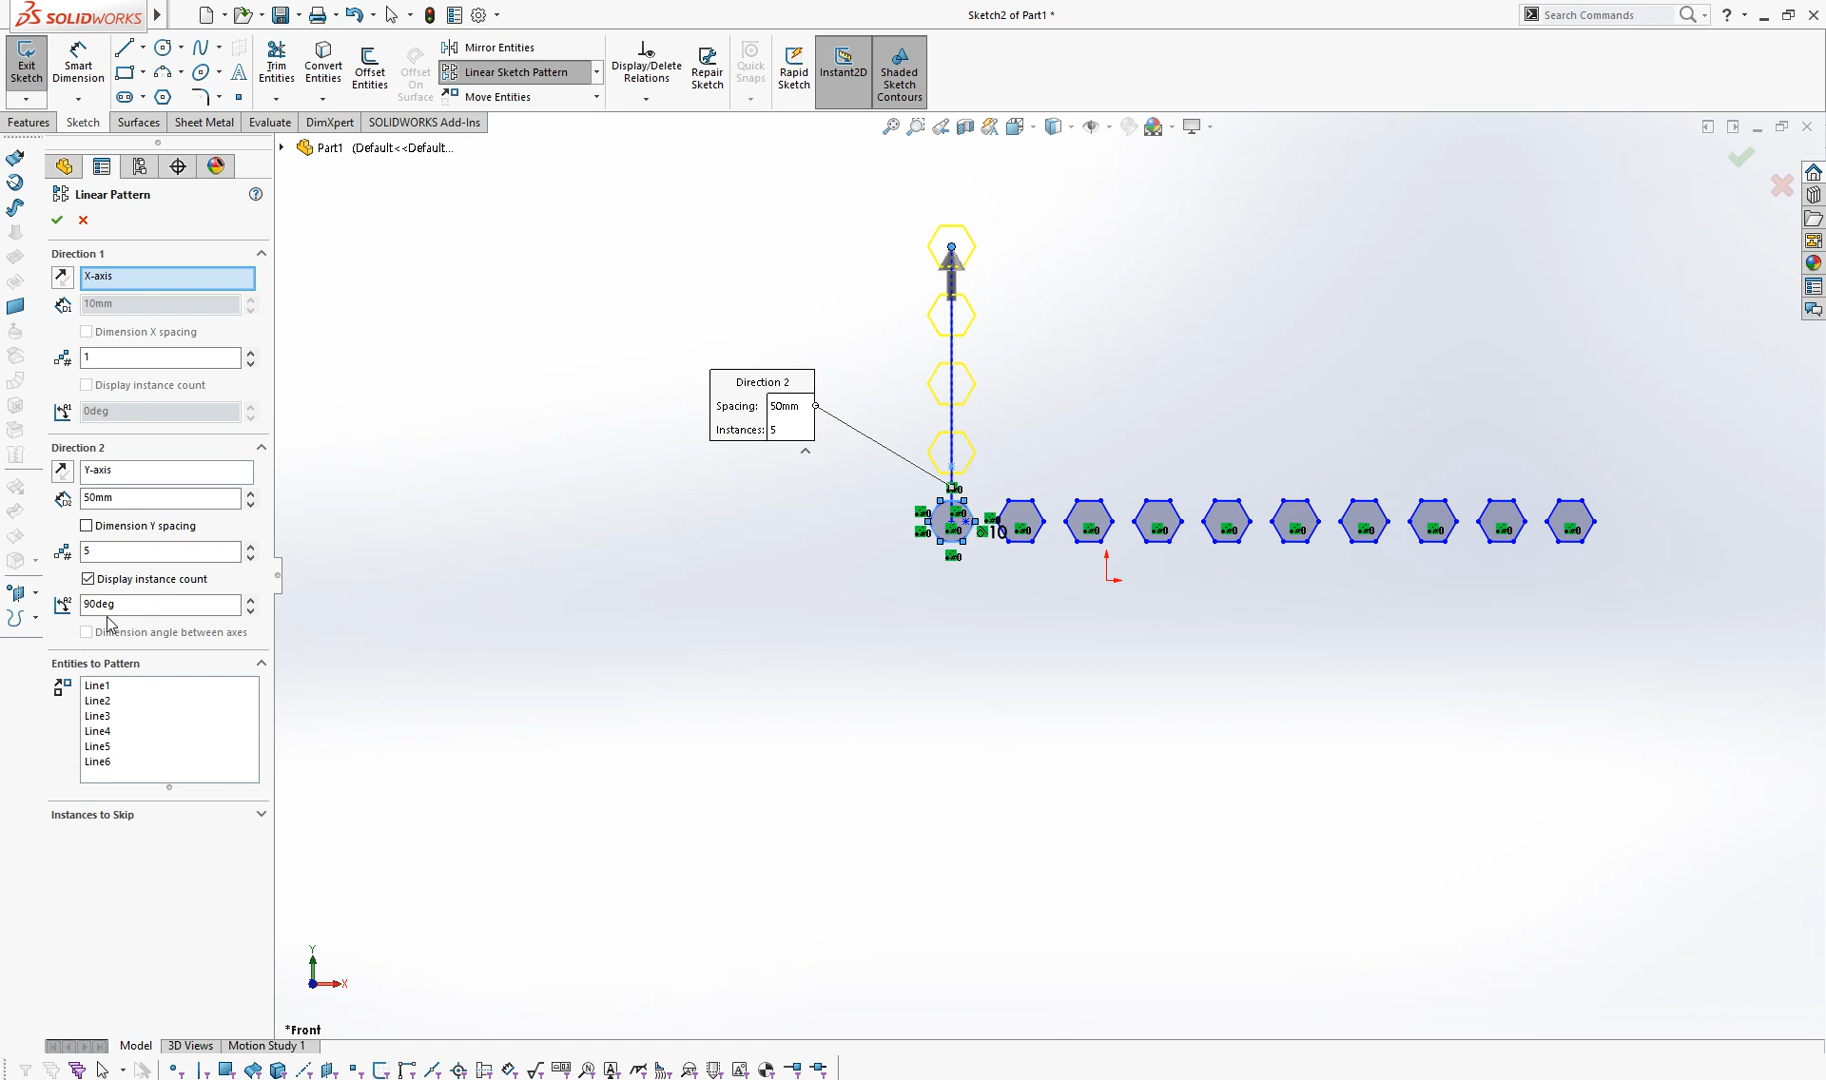 SOLIDWORKS
Sketch2 of Part1 *
Search Commands
?
Exit Sketch
Smart Dimension
Trim Entities
Convert Entities
Offset Entities
Offset On Surface
Mirror Entities
Linear Sketch Pattern
Move Entities
Display/Delete Relations
Repair Sketch
Quick Snaps
Rapid Sketch
Instant2D
Shaded Sketch Contours
Features
Sketch
Surfaces
Sheet Metal
Evaluate
DimXpert
SOLIDWORKS Add-Ins
Part1 (Default<<Default...
Linear Pattern
Direction 1
X-axis
10mm
Dimension X spacing
1
Display instance count
0deg
Direction 2
Y-axis
50mm
Dimension Y spacing
5
Display instance count
90deg
Dimension angle between axes
Entities to Pattern
Line1
Line2
Line3
Line4
Line5
Line6
Instances to Skip
Direction 2
Spacing: 50mm
Instances: 5
10
Y
X
*Front
Model
3D Views
Motion Study 1